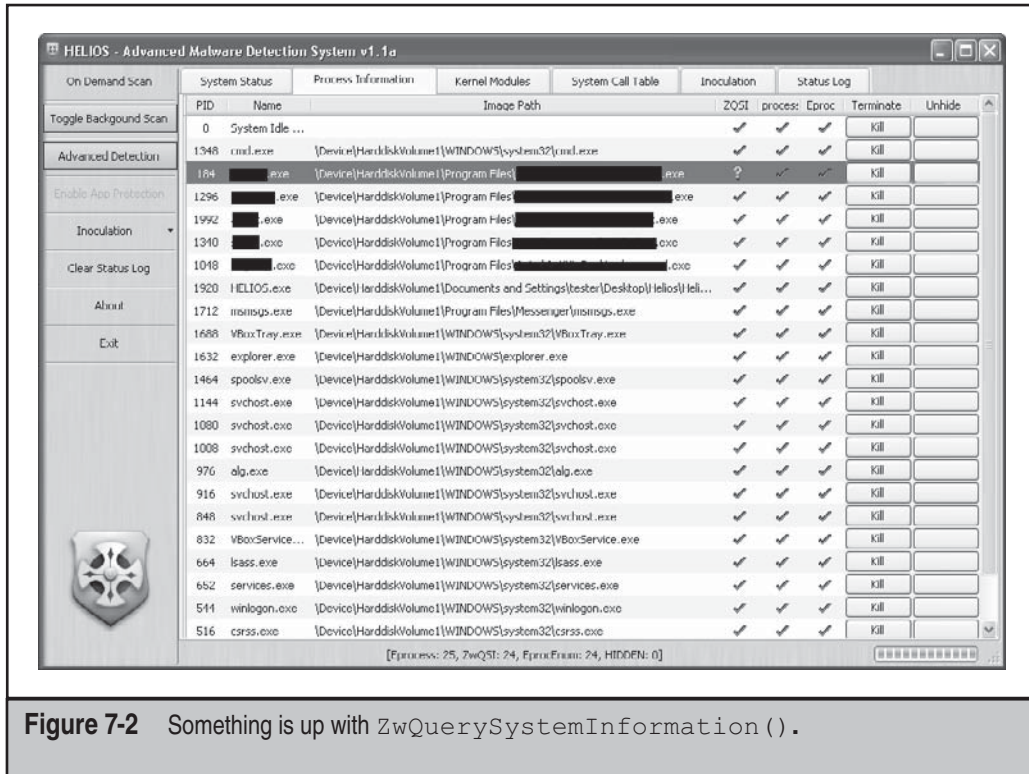 HELIOS - Advanced Malware Detection System v1.1a
On Demand Scan
Toggle Backgound Scan
Advanced Detection
Enable App Protection
Inoculation
Clear Status Log
About
Exit
System Status Process Information Kernel Modules System Call Table Inoculation Status Log
PID Name Image Path ZQSI process Eproc Terminate Unhide
0 System Idle ... Kill
1348 cmd.exe \Device\HarddiskVolume1\WINDOWS\system32\cmd.exe Kill
184 .exe \Device\HarddiskVolume1\Program Files\ .exe ? Kill
1296 .exe \Device\HarddiskVolume1\Program Files\ .exe Kill
1992 .exe \Device\HarddiskVolume1\Program Files\ .exe Kill
1340 .exe \Device\HarddiskVolume1\Program Files .exe Kill
1048 .exe \Device\HarddiskVolume1\Program Files\ .exe Kill
1920 HELIOS.exe \Device\HarddiskVolume1\Documents and Settings\tester\Desktop\Helios\Heli... Kill
1712 msmsgs.exe \Device\HarddiskVolume1\Program Files\Messenger\msmsgs.exe Kill
1688 VBoxTray.exe \Device\HarddiskVolume1\WINDOWS\system32\VBoxTray.exe Kill
1632 explorer.exe \Device\HarddiskVolume1\WINDOWS\explorer.exe Kill
1464 spoolsv.exe \Device\HarddiskVolume1\WINDOWS\system32\spoolsv.exe Kill
1144 svchost.exe \Device\HarddiskVolume1\WINDOWS\system32\svchost.exe Kill
1080 svchost.exe \Device\HarddiskVolume1\WINDOWS\system32\svchost.exe Kill
1008 svchost.exe \Device\HarddiskVolume1\WINDOWS\system32\svchost.exe Kill
976 alg.exe \Device\HarddiskVolume1\WINDOWS\system32\alg.exe Kill
916 svchost.exe \Device\HarddiskVolume1\WINDOWS\system32\svchost.exe Kill
848 svchost.exe \Device\HarddiskVolume1\WINDOWS\system32\svchost.exe Kill
832 VBoxService... \Device\HarddiskVolume1\WINDOWS\system32\VBoxService.exe Kill
664 lsass.exe \Device\HarddiskVolume1\WINDOWS\system32\lsass.exe Kill
652 services.exe \Device\HarddiskVolume1\WINDOWS\system32\services.exe Kill
544 winlogon.exe \Device\HarddiskVolume1\WINDOWS\system32\winlogon.exe Kill
516 csrss.exe \Device\HarddiskVolume1\WINDOWS\system32\csrss.exe Kill
[Eprocess: 25, ZwQSI: 24, EprocEnum: 24, HIDDEN: 0]
Figure 7-2 Something is up with ZwQuerySystemInformation().